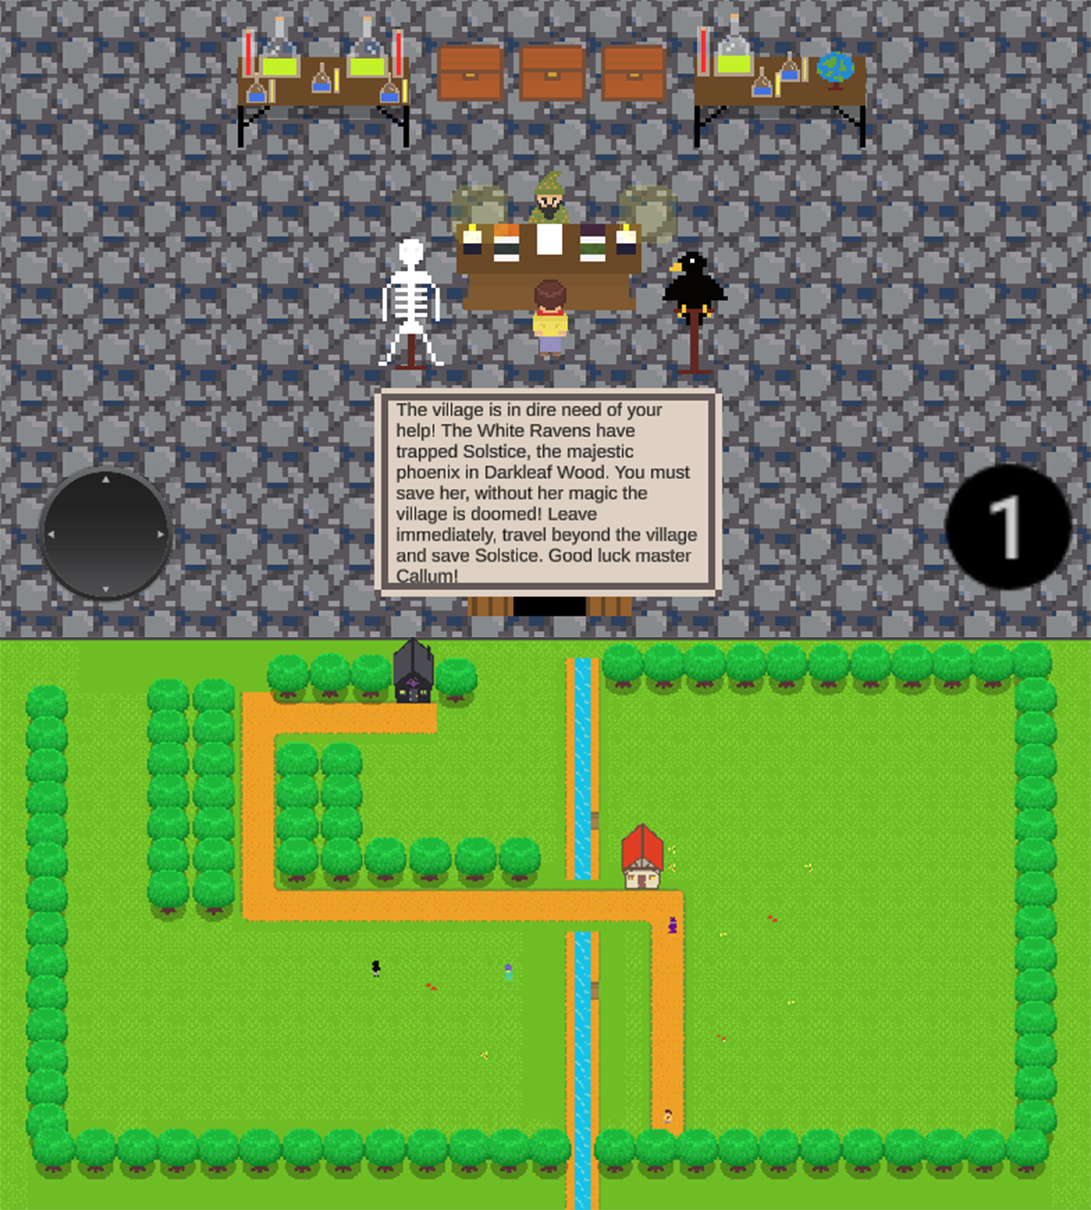 The village is in dire need of your
help! The White Ravens have
trapped Solstice, the majestic
phoenix in Darkleaf Wood. You must
save her, without her magic the
village is doomed! Leave
immediately, travel beyond the village
and save Solstice. Good luck master
Callum!
1